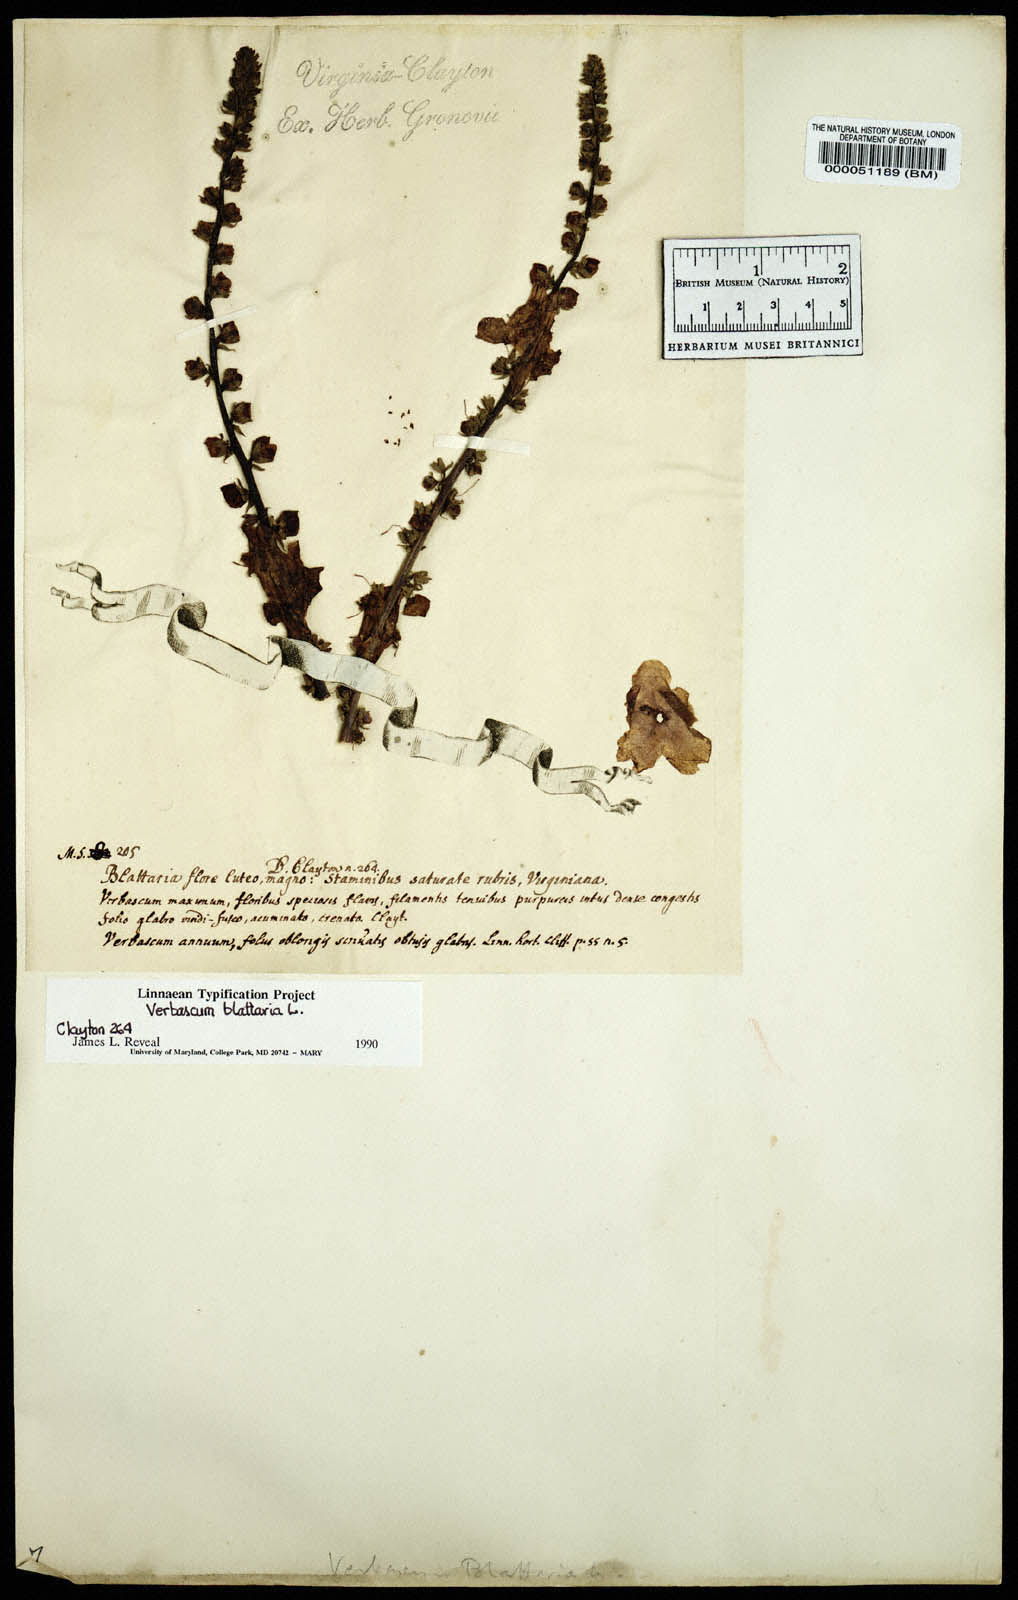 Virginia-Clayton
Ex. Herb. Gronovii
THE NATURAL HISTORY MUSEUM, LONDON
DEPARTMENT OF BOTANY
000051189 (BM)
1 2
BRITISH MUSEUM (NATURAL HISTORY)
1 2 3 4 5
HERBARIUM MUSEI BRITANNICI
M.S. 205
D. Clayton n. 264.
Blattaria flore luteo, magno: Staminibus saturate rubris, Virginiana.
Verbascum maximum, floribus speciosis flavis, filamentis tenuibus purpureis intus dense congestis
folio glabro viridi-fusco, acuminato, crenato. Clayt.
Verbascum annuum, foliis oblongis sinuatis obtusis glabris. Linn. hort. Cliff. p. 55 n. 5.
Linnaean Typification Project
Verbascum blattaria L.
Clayton 264
James L. Reveal 1990
University of Maryland, College Park, MD 20742 – MARY
7
Verbascum Blattaria L.